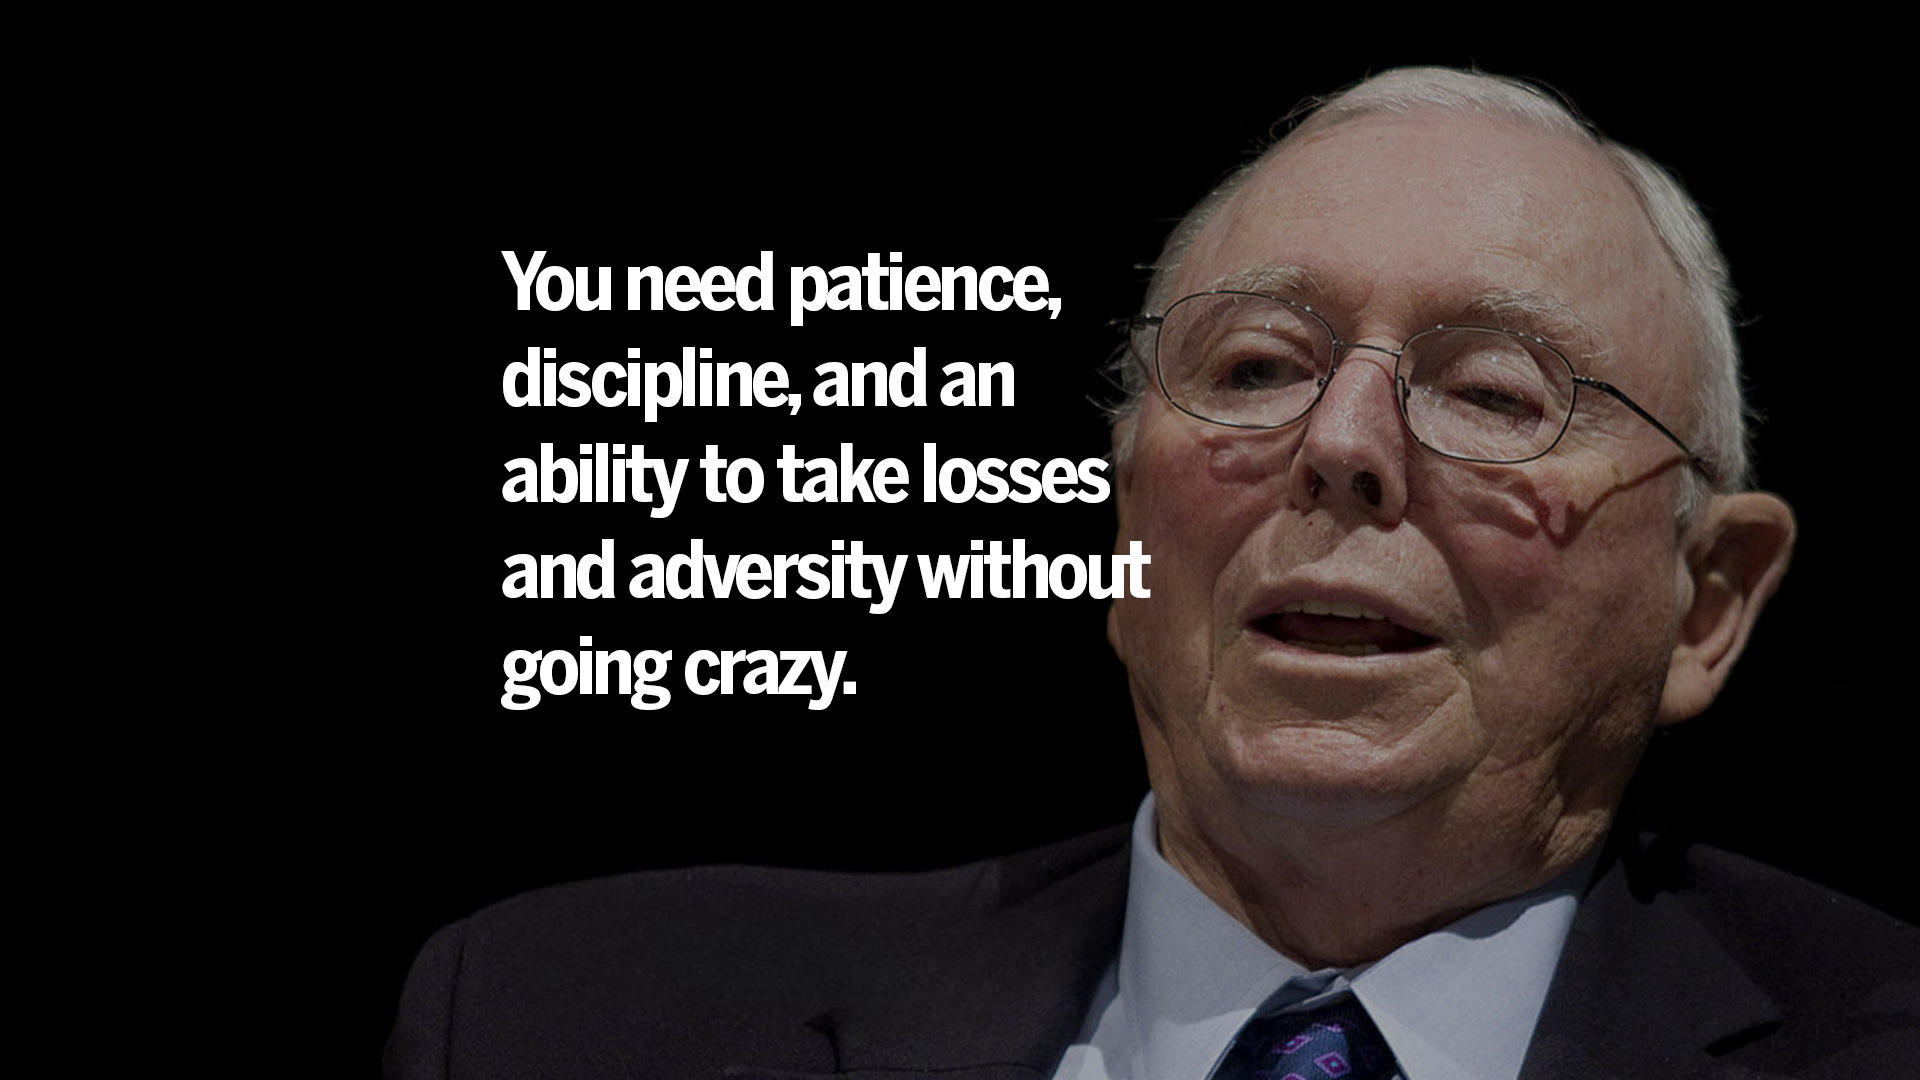 You need patience,
discipline, and an
ability to take losses
and adversity without
going crazy.